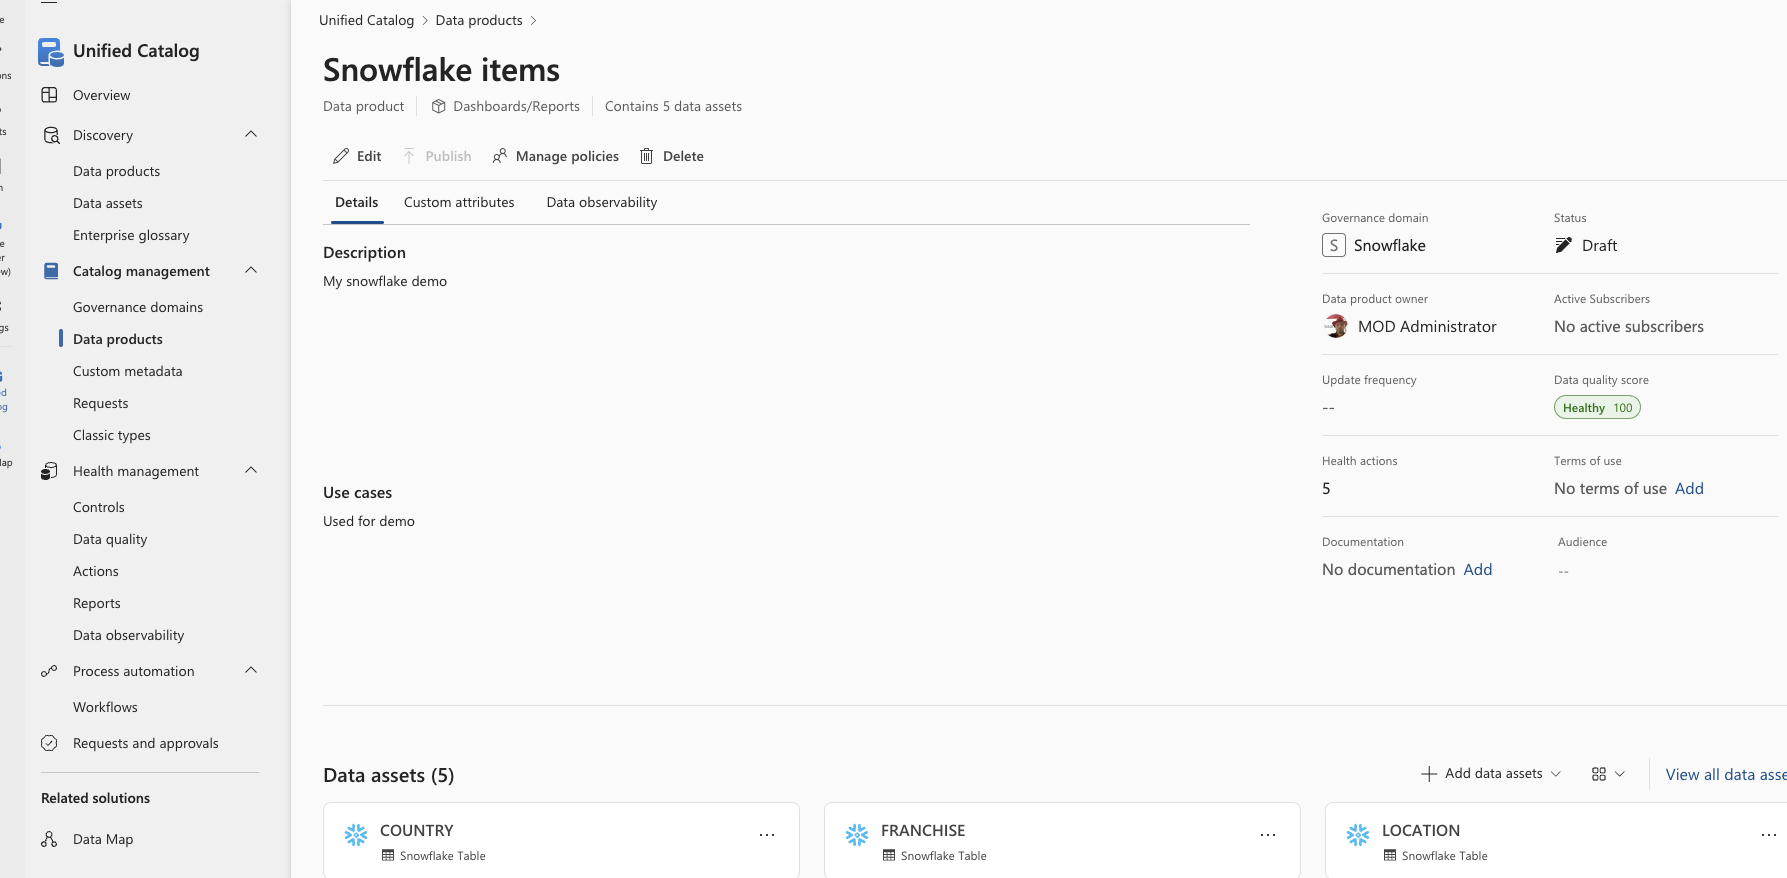 Unified Catalog > Data products >
Unified Catalog
Overview
Discovery
Data products
Data assets
Enterprise glossary
Catalog management
Governance domains
Data products
Custom metadata
Requests
Classic types
Health management
Controls
Data quality
Actions
Reports
Data observability
Process automation
Workflows
Requests and approvals
Related solutions
Data Map
Snowflake items
Data product | Dashboards/Reports | Contains 5 data assets
Edit Publish Manage policies Delete
Details Custom attributes Data observability
Description
My snowflake demo
Use cases
Used for demo
Governance domain Status
S Snowflake Draft
Data product owner Active Subscribers
MOD Administrator No active subscribers
Update frequency Data quality score
-- Healthy 100
Health actions Terms of use
5 No terms of use Add
Documentation Audience
No documentation Add --
Data assets (5)
Add data assets View all data asse
COUNTRY ...
Snowflake Table
FRANCHISE ...
Snowflake Table
LOCATION ...
Snowflake Table